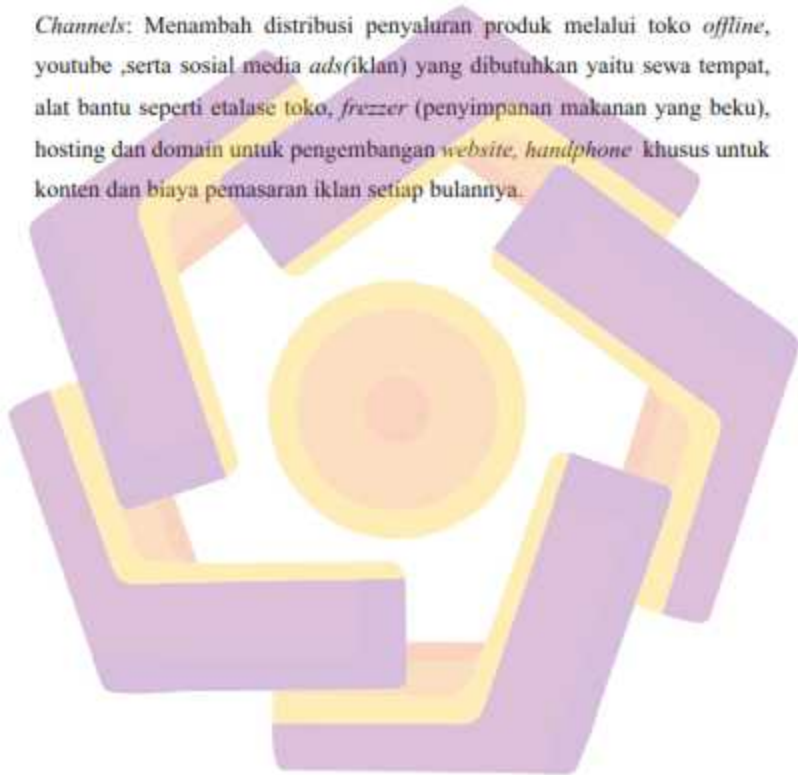 Channels: Menambah distribusi penyaluran produk melalui toko offline,
youtube ,serta sosial media ads(iklan) yang dibutuhkan yaitu sewa tempat,
alat bantu seperti etalase toko, frezzer (penyimpanan makanan yang beku),
hosting dan domain untuk pengembangan website, handphone khusus untuk
konten dan biaya pemasaran iklan setiap bulannya.